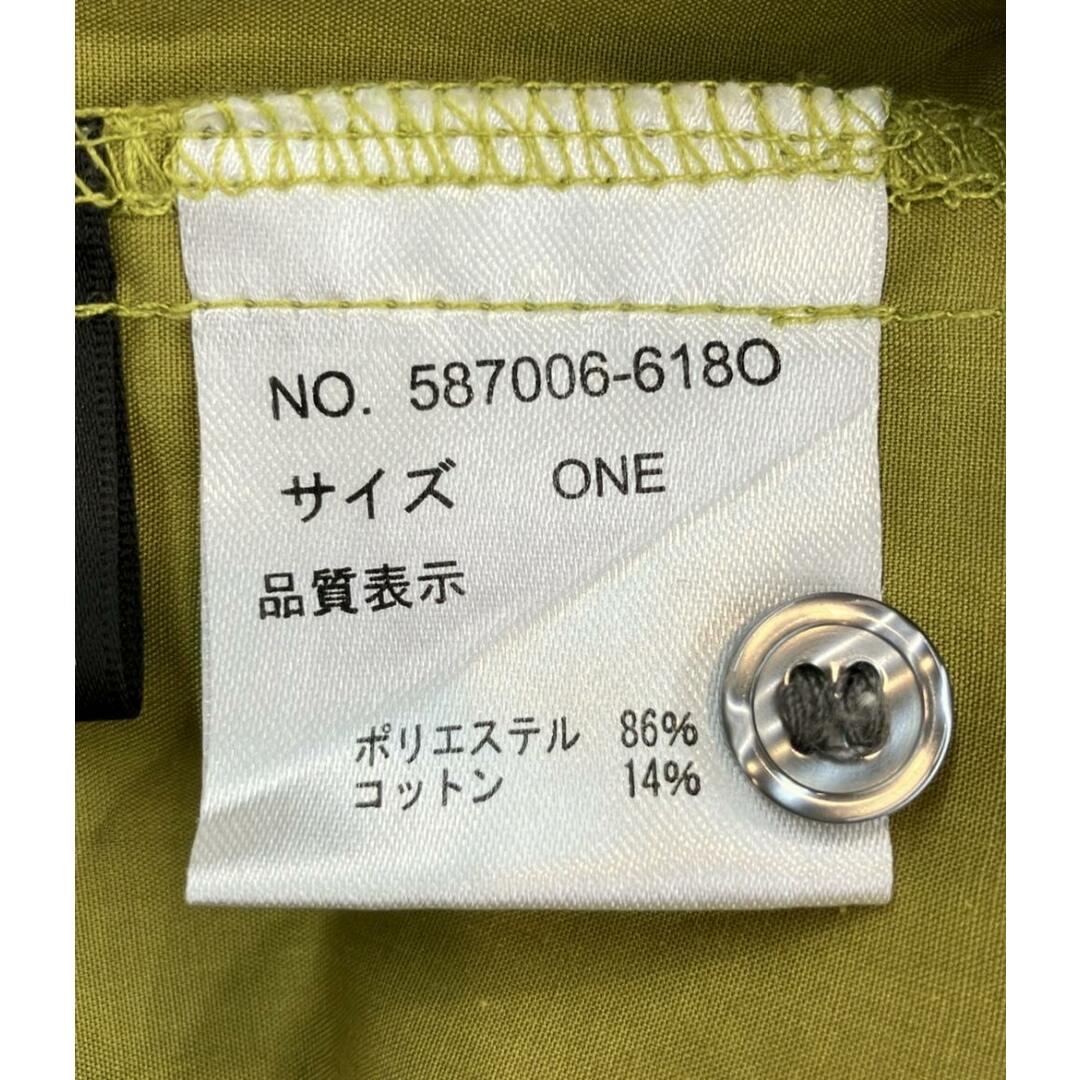 NO. 587006-618O
サイズ ONE
品質表示
ポリエステル 86%
コットン 14%